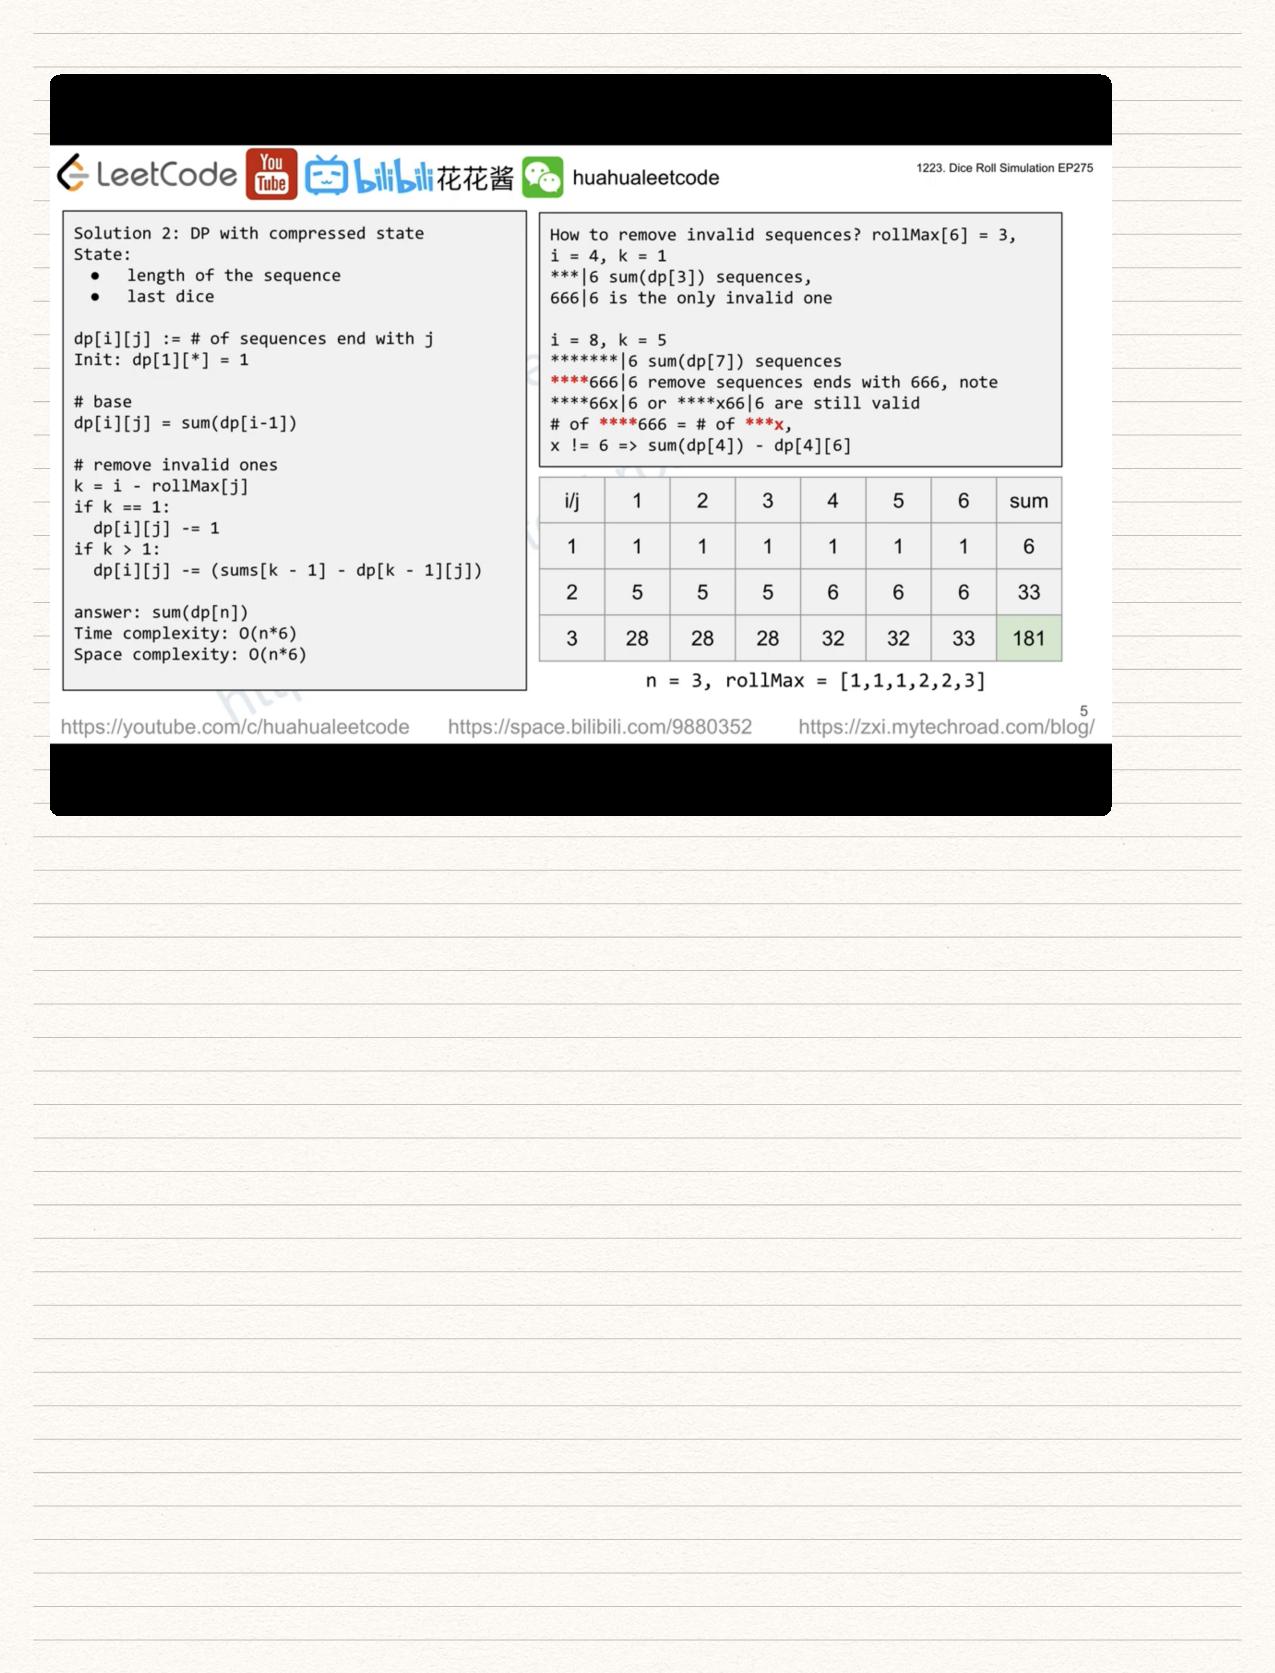 LeetCode You Tube bilibili 花花酱 huahualeetcode
1223. Dice Roll Simulation EP275
Solution 2: DP with compressed state
State:
● length of the sequence
● last dice
dp[i][j] := # of sequences end with j
Init: dp[1][*] = 1
# base
dp[i][j] = sum(dp[i-1])
# remove invalid ones
k = i - rollMax[j]
if k == 1:
dp[i][j] -= 1
if k > 1:
dp[i][j] -= (sums[k - 1] - dp[k - 1][j])
answer: sum(dp[n])
Time complexity: O(n*6)
Space complexity: O(n*6)
How to remove invalid sequences? rollMax[6] = 3,
i = 4, k = 1
***|6 sum(dp[3]) sequences,
666|6 is the only invalid one
i = 8, k = 5
*******|6 sum(dp[7]) sequences
****666|6 remove sequences ends with 666, note
****66x|6 or ****x66|6 are still valid
# of ****666 = # of ***x,
x != 6 => sum(dp[4]) - dp[4][6]
i/j 1 2 3 4 5 6 sum
1 1 1 1 1 1 1 6
2 5 5 5 6 6 6 33
3 28 28 28 32 32 33 181
n = 3, rollMax = [1,1,1,2,2,3]
5
https://youtube.com/c/huahualeetcode https://space.bilibili.com/9880352 https://zxi.mytechroad.com/blog/